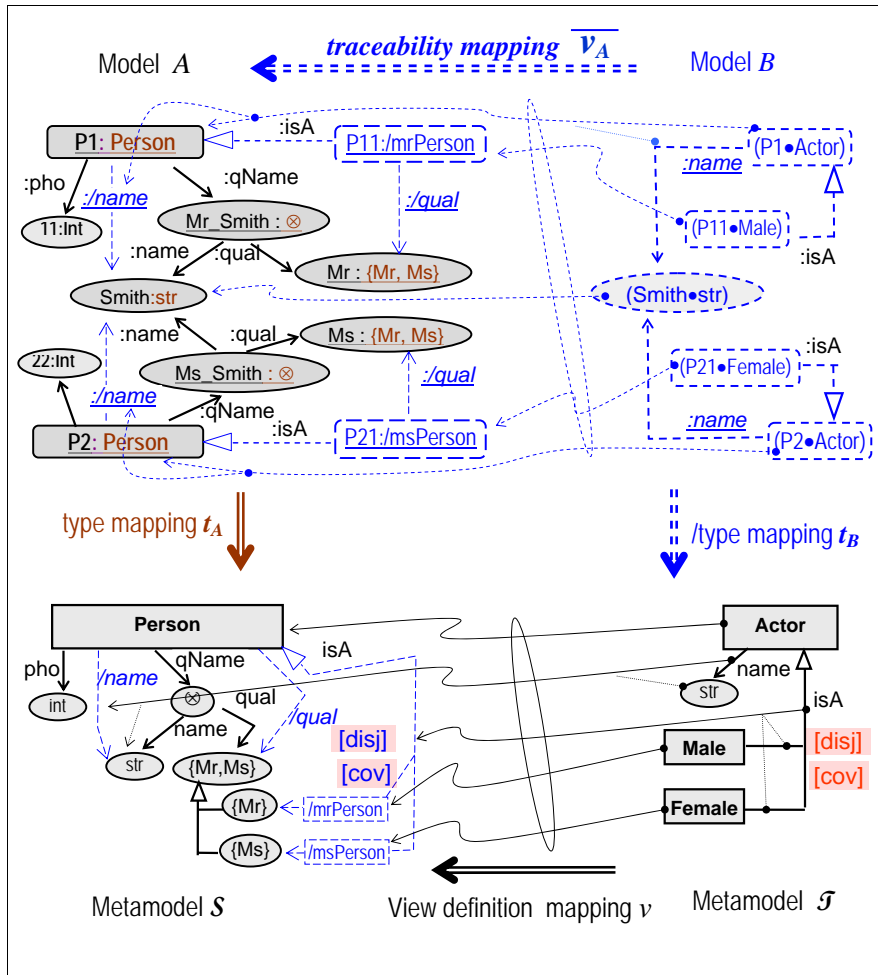 traceability mapping v_A
Model A
Model B
:isA
P1: Person
P11:/mrPerson
(P1●Actor)
:name
:pho
:/name
:qName
:/qual
11:Int
Mr_Smith : ⊗
(P11●Male)
:isA
:name
:qual
Mr : {Mr, Ms}
Smith:str
(Smith●str)
:name
:qual
Ms : {Mr, Ms}
22:Int
:isA
Ms_Smith : ⊗
(P21●Female)
:/name
:/qual
:qName
:name
P2: Person
:isA
P21:/msPerson
(P2●Actor)
type mapping t_A
/type mapping t_B
Person
Actor
isA
pho
/name
qName
name
int
⊗
qual
str
isA
name
/qual
[disj]
Male
[disj]
str
{Mr,Ms}
[cov]
[cov]
{Mr}
/mrPerson
Female
{Ms}
/msPerson
Metamodel S
View definition mapping v
Metamodel T